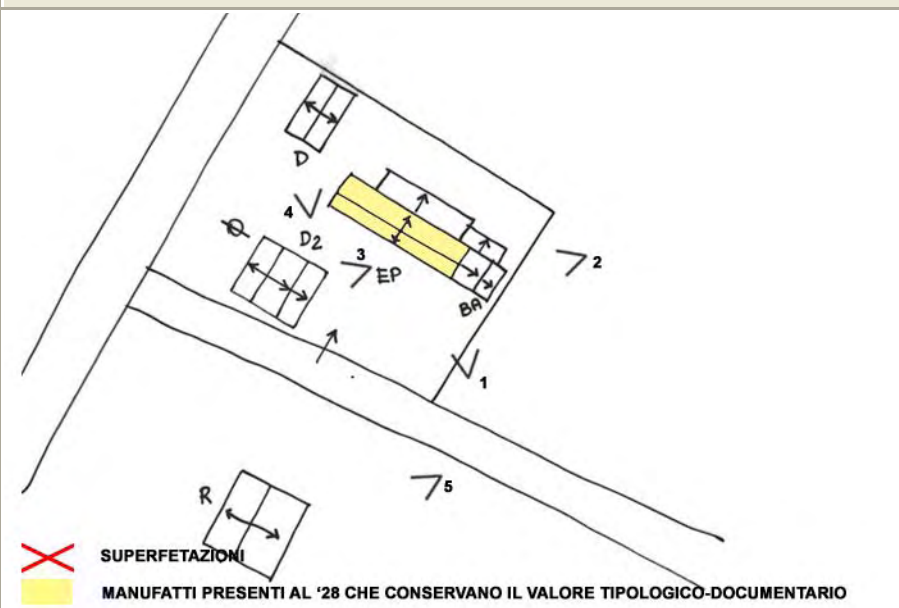 D
4
D2
3
EP
2
BA
1
5
R
SUPERFETAZIONI
MANUFATTI PRESENTI AL ‘28 CHE CONSERVANO IL VALORE TIPOLOGICO-DOCUMENTARIO